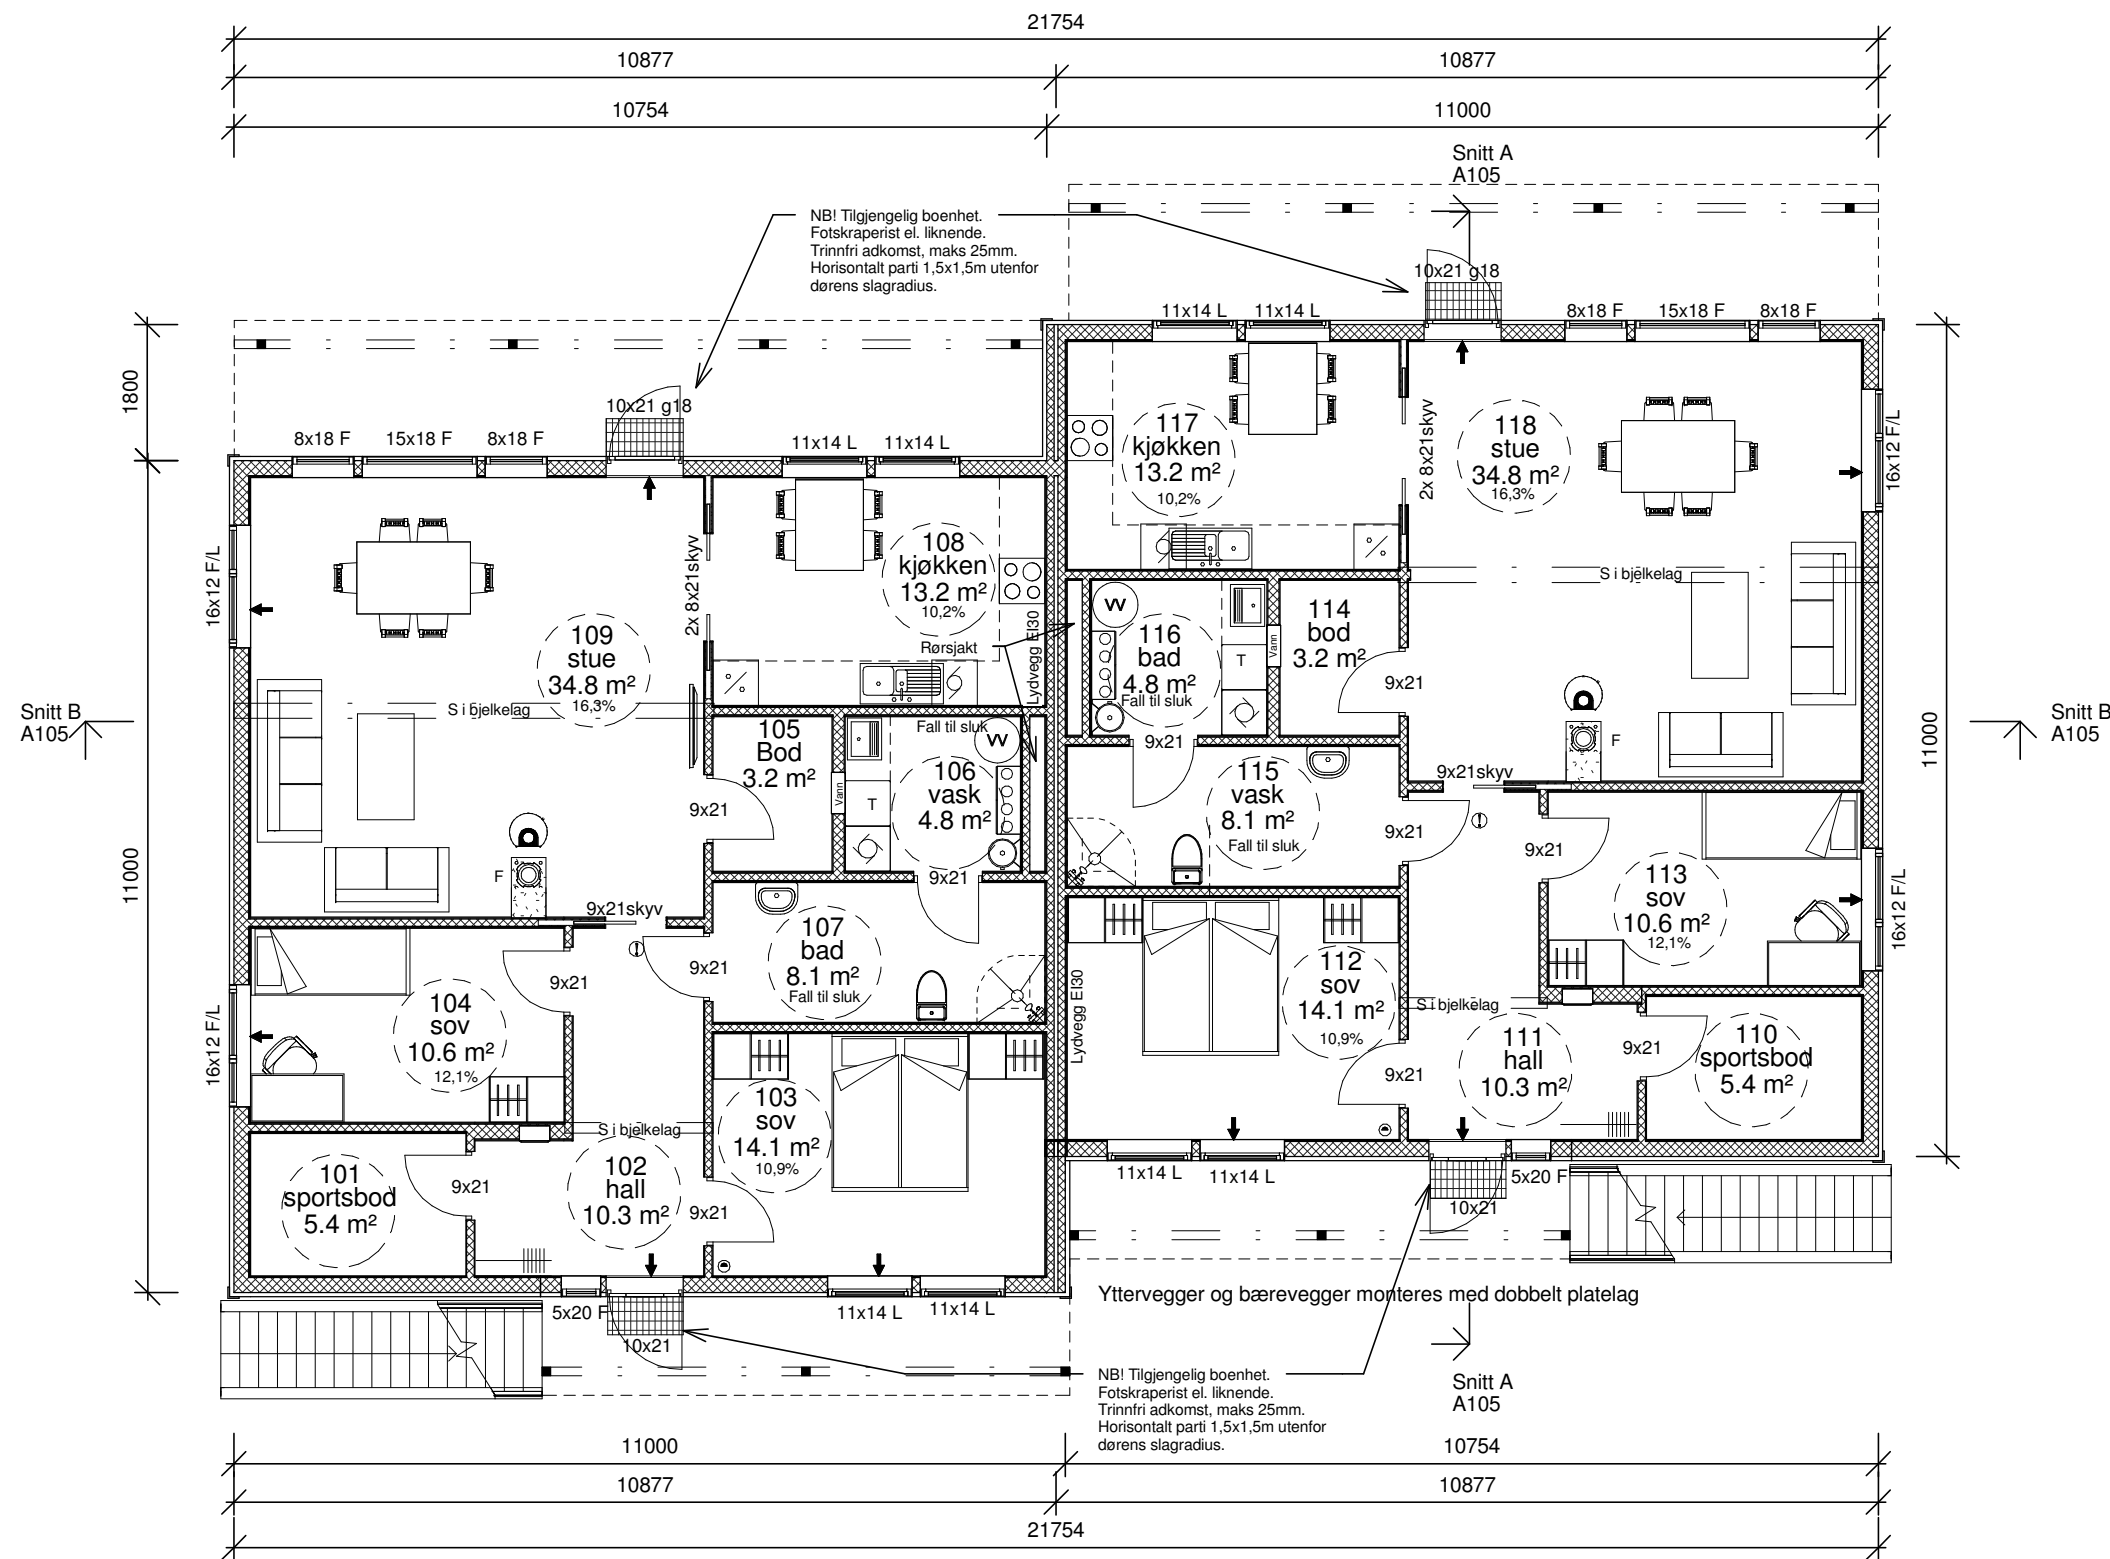 21754
10877
10877
10754
11000
Snitt A
A105
NB! Tilgjengelig boenhet.
Fotskraperist el. liknende.
Trinnfri adkomst, maks 25mm.
Horisontalt parti 1,5x1,5m utenfor
dørens slagradius.
10x21 g18
11x14 L
11x14 L
8x18 F
15x18 F
8x18 F
1800
10x21 g18
8x18 F
15x18 F
8x18 F
11x14 L
11x14 L
117
kjøkken
13.2 m²
10,2%
2x 8x21skyv
118
stue
34.8 m²
16,3%
16x12 F/L
16x12 F/L
2x 8x21skyv
108
kjøkken
13.2 m²
10,2%
S i bjelkelag
109
stue
34.8 m²
16,3%
Rørsjakt
Lydvegg EI30
116
bad
4.8 m²
Fall til sluk
T
Vann
114
bod
3.2 m²
9x21
Snitt B
A105
S i bjelkelag
105
Bod
3.2 m²
Fall til sluk
106
vask
4.8 m²
T
Vann
9x21
9x21
F
Snitt B
A105
11000
115
vask
8.1 m²
Fall til sluk
9x21
9x21skyv
9x21
11000
F
9x21skyv
9x21
113
sov
10.6 m²
12,1%
16x12 F/L
107
bad
8.1 m²
Fall til sluk
9x21
9x21
104
sov
10.6 m²
12,1%
16x12 F/L
Lydvegg EI30
112
sov
14.1 m²
10,9%
S i bjelkelag
111
hall
10.3 m²
9x21
9x21
110
sportsbod
5.4 m²
S i bjelkelag
103
sov
14.1 m²
10,9%
101
sportsbod
5.4 m²
9x21
102
hall
10.3 m²
9x21
11x14 L
11x14 L
5x20 F
10x21
Yttervegger og bærevegger monteres med dobbelt platelag
5x20 F
10x21
11x14 L
11x14 L
NB! Tilgjengelig boenhet.
Fotskraperist el. liknende.
Trinnfri adkomst, maks 25mm.
Horisontalt parti 1,5x1,5m utenfor
dørens slagradius.
Snitt A
A105
11000
10754
10877
10877
21754